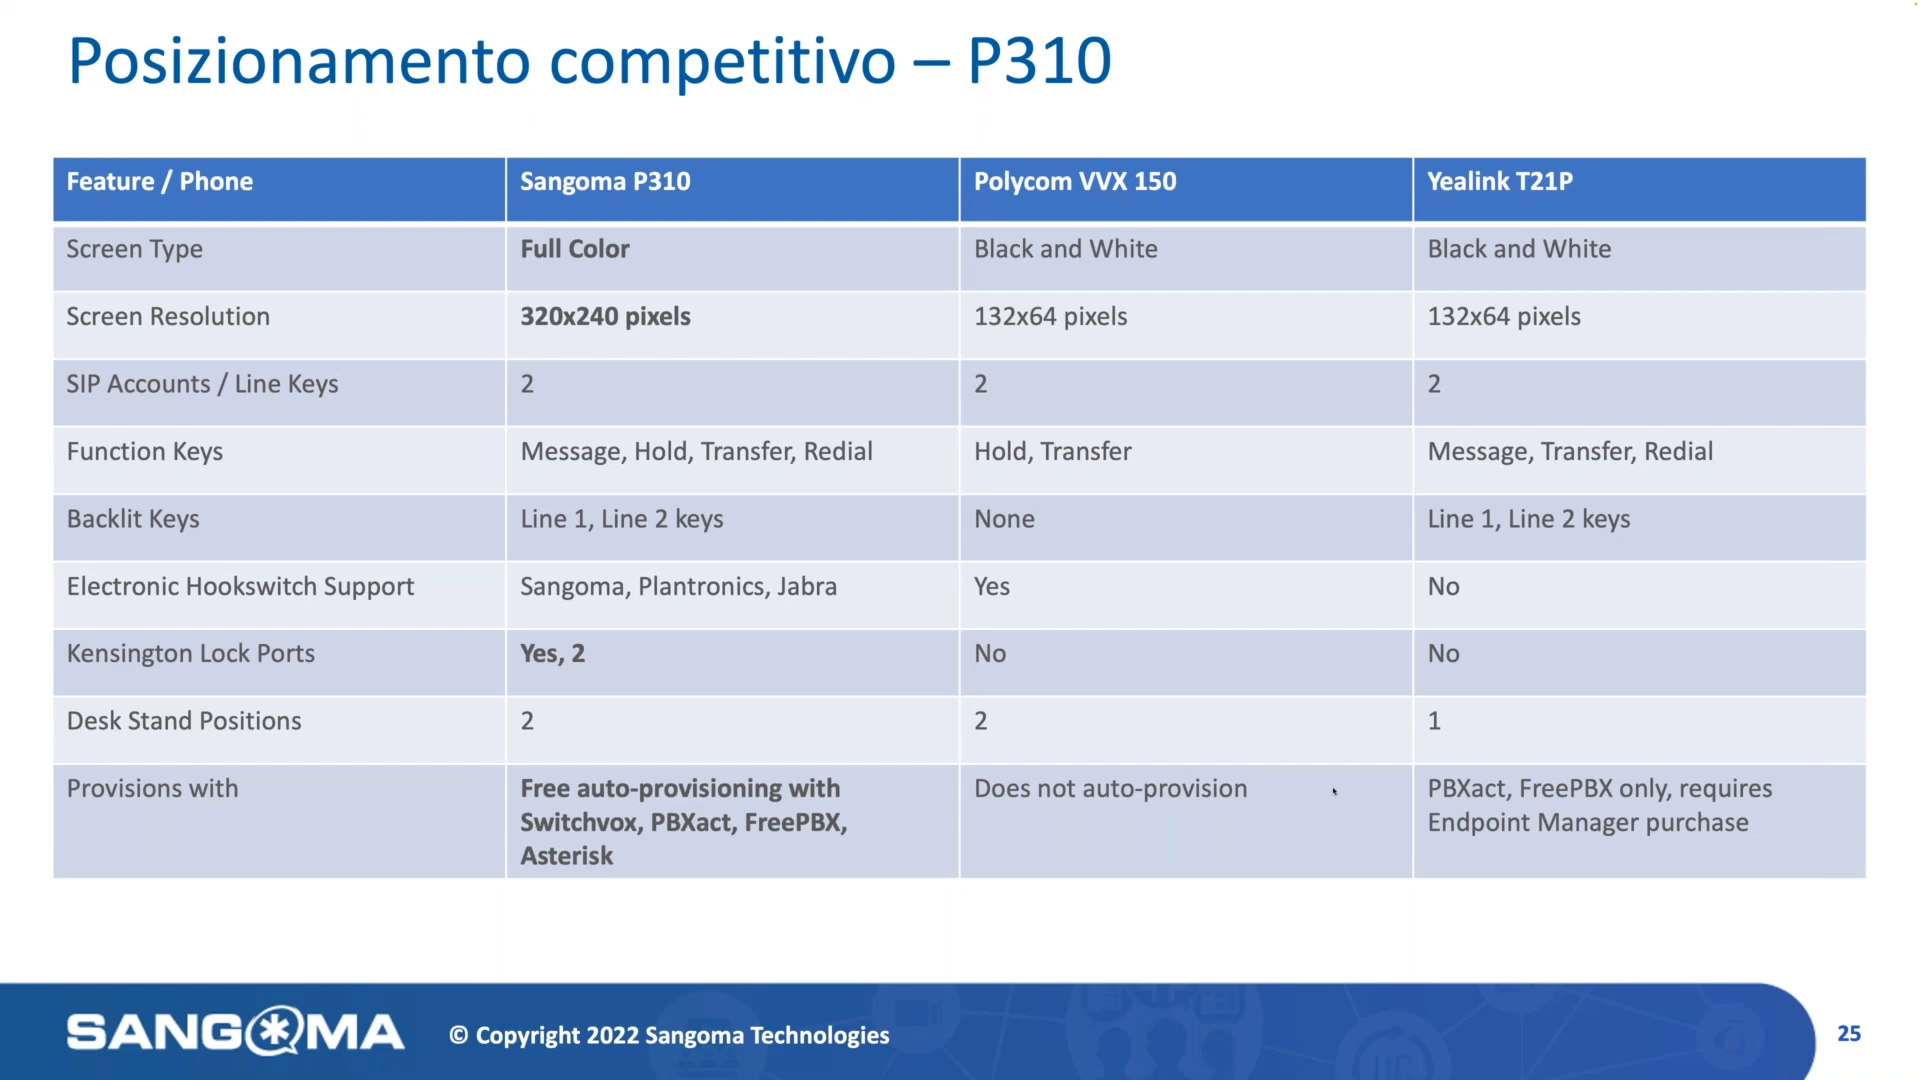 Posizionamento competitivo – P310
Feature / Phone
Sangoma P310
Polycom VVX 150
Yealink T21P
Screen Type
Full Color
Black and White
Black and White
Screen Resolution
320x240 pixels
132x64 pixels
132x64 pixels
SIP Accounts / Line Keys
2
2
2
Function Keys
Message, Hold, Transfer, Redial
Hold, Transfer
Message, Transfer, Redial
Backlit Keys
Line 1, Line 2 keys
None
Line 1, Line 2 keys
Electronic Hookswitch Support
Sangoma, Plantronics, Jabra
Yes
No
Kensington Lock Ports
Yes, 2
No
No
Desk Stand Positions
2
2
1
Provisions with
Free auto-provisioning with
Switchvox, PBXact, FreePBX,
Asterisk
Does not auto-provision
PBXact, FreePBX only, requires
Endpoint Manager purchase
SANGOMA
© Copyright 2022 Sangoma Technologies
25